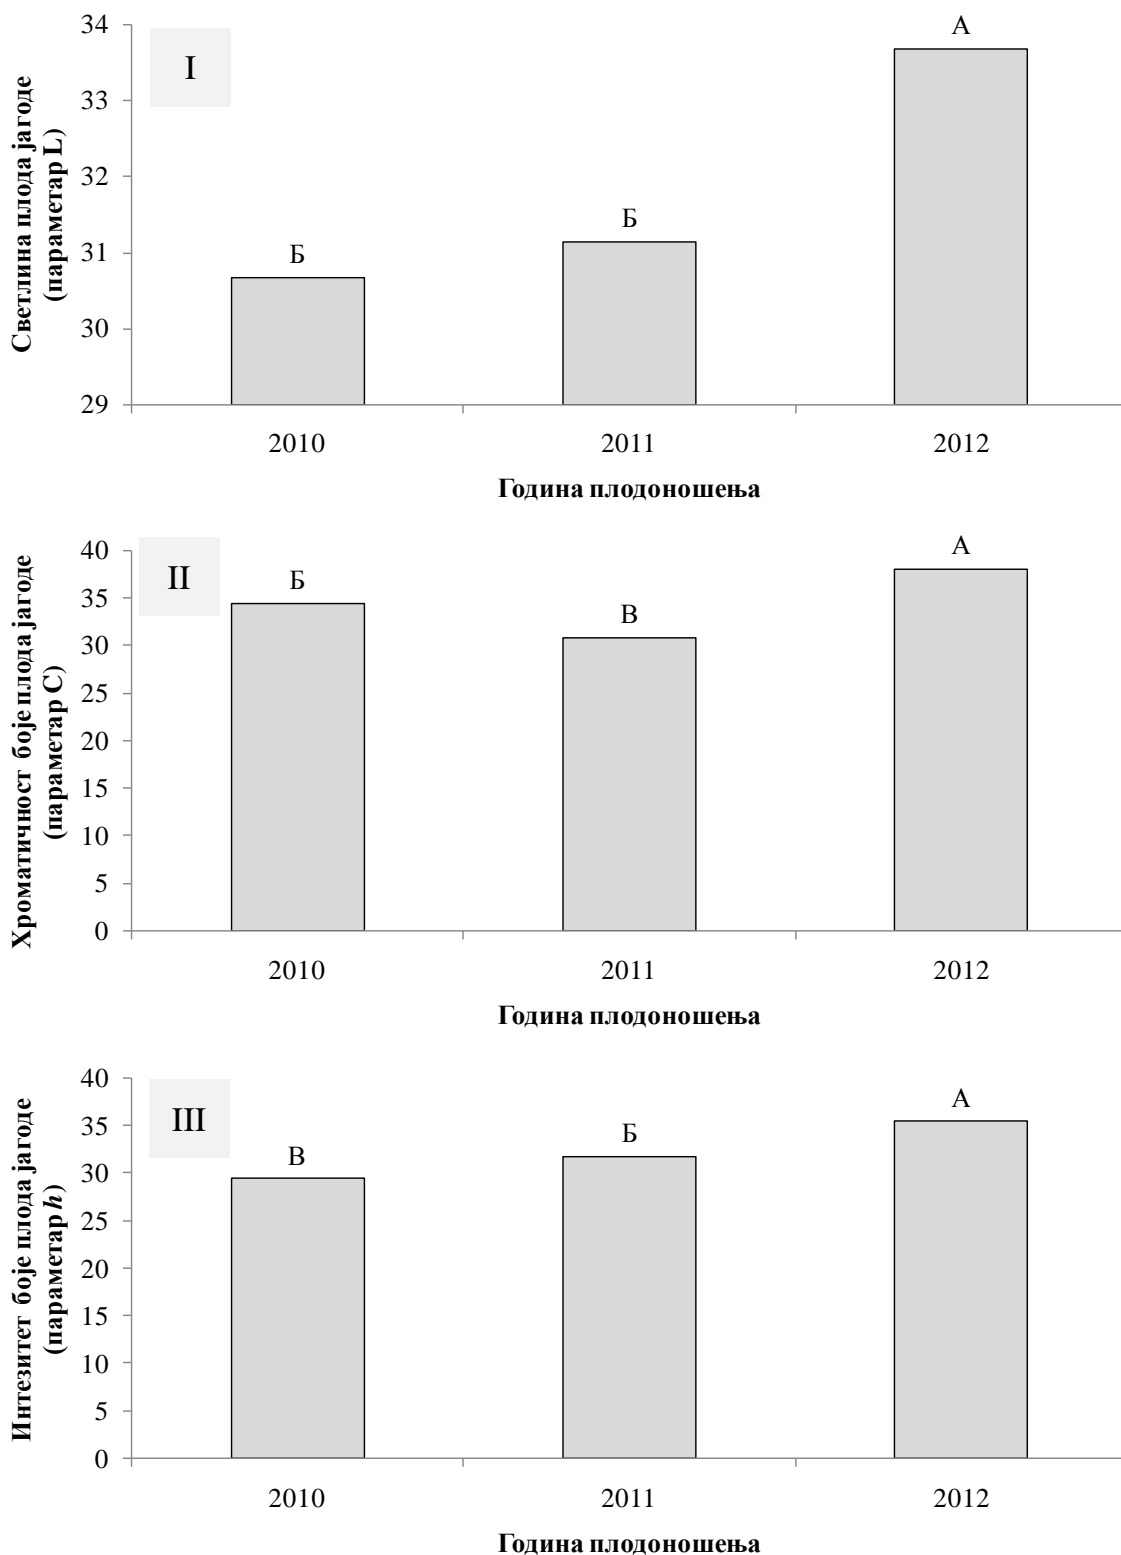 I
Светлина плода јагоде
(параметар L)
34
33
32
31
30
29
Б
Б
А
2010
2011
2012
Година плодоношења
II
Хроматичност боје плода јагоде
(параметар C)
40
35
30
25
20
15
10
5
0
Б
В
А
2010
2011
2012
Година плодоношења
III
Интезитет боје плода јагоде
(параметар h)
40
35
30
25
20
15
10
5
0
В
Б
А
2010
2011
2012
Година плодоношења